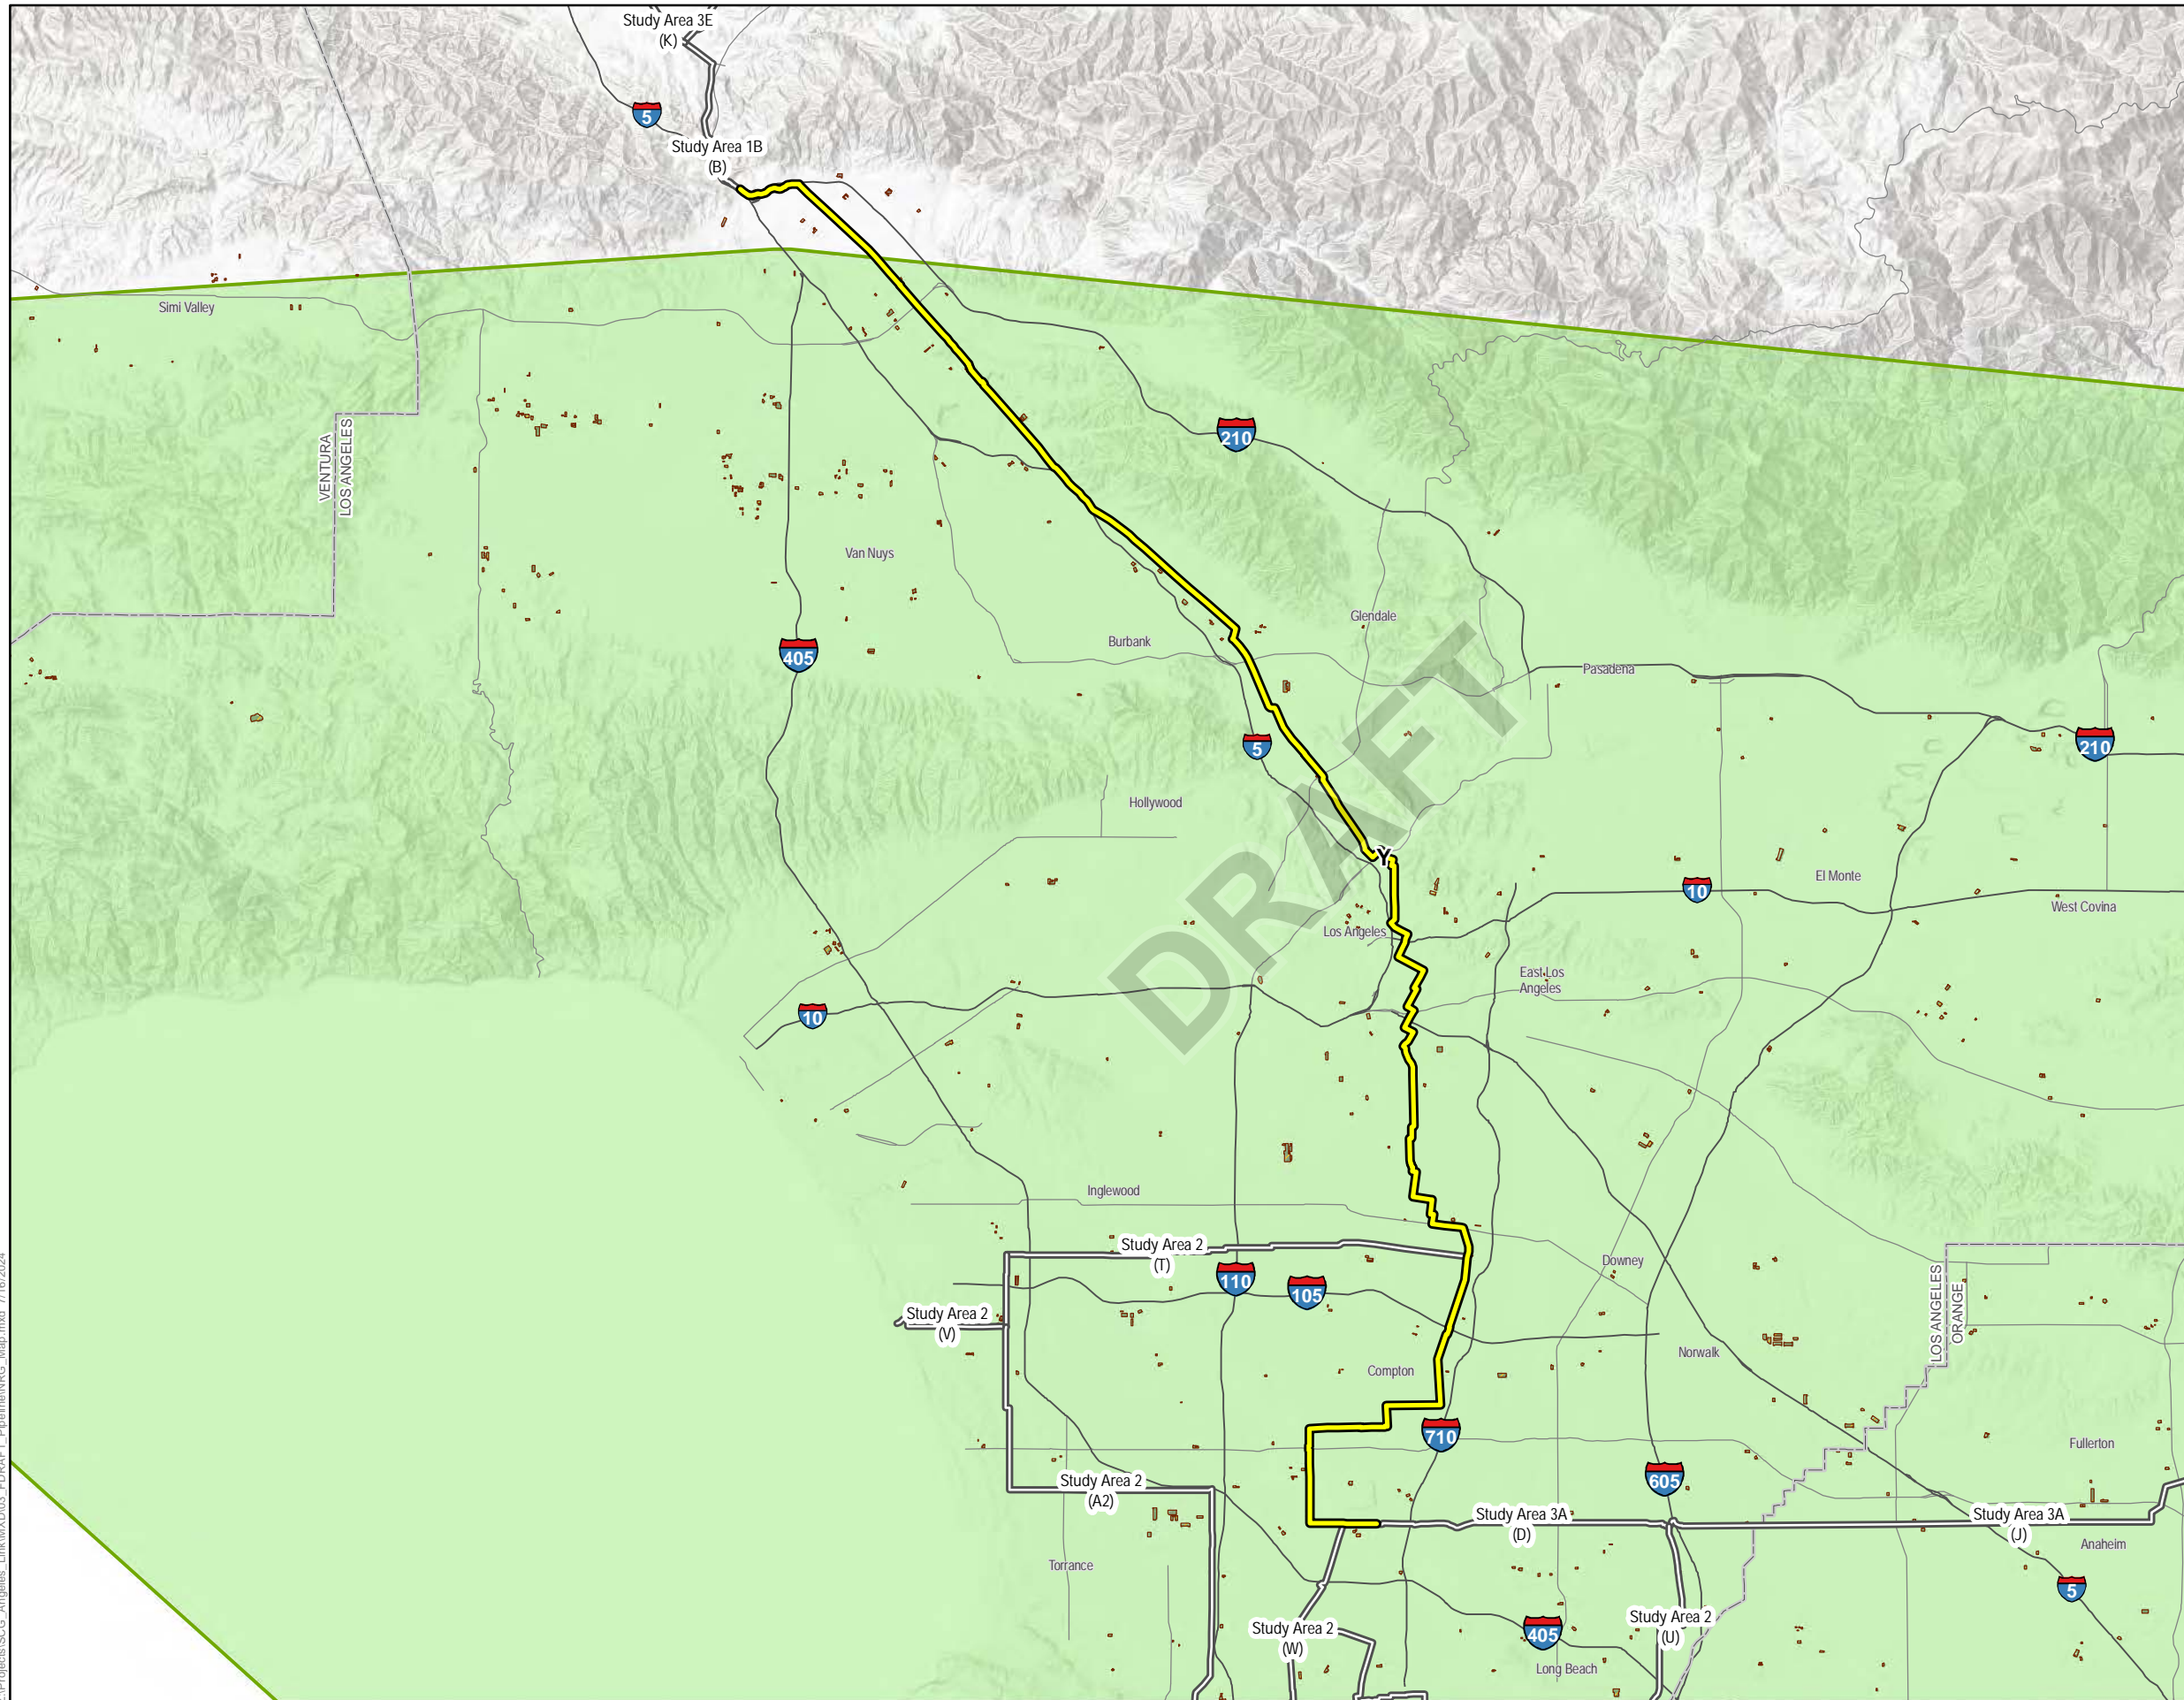 Study Area 3E
(K)
5
Study Area 1B
(B)
Simi Valley
VENTURA
LOS ANGELES
210
Van Nuys
Glendale
Burbank
405
Pasadena
5
210
Hollywood
Y
DRAFT
El Monte
10
West Covina
Los Angeles
East Los
Angeles
10
Inglewood
Study Area 2
(T)
Downey
110
105
LOS ANGELES
ORANGE
Study Area 2
(V)
Norwalk
Compton
710
Fullerton
605
Study Area 2
(A2)
Study Area 3A
(D)
Study Area 3A
(J)
Anaheim
Torrance
5
Study Area 2
(W)
405
Study Area 2
(U)
Long Beach